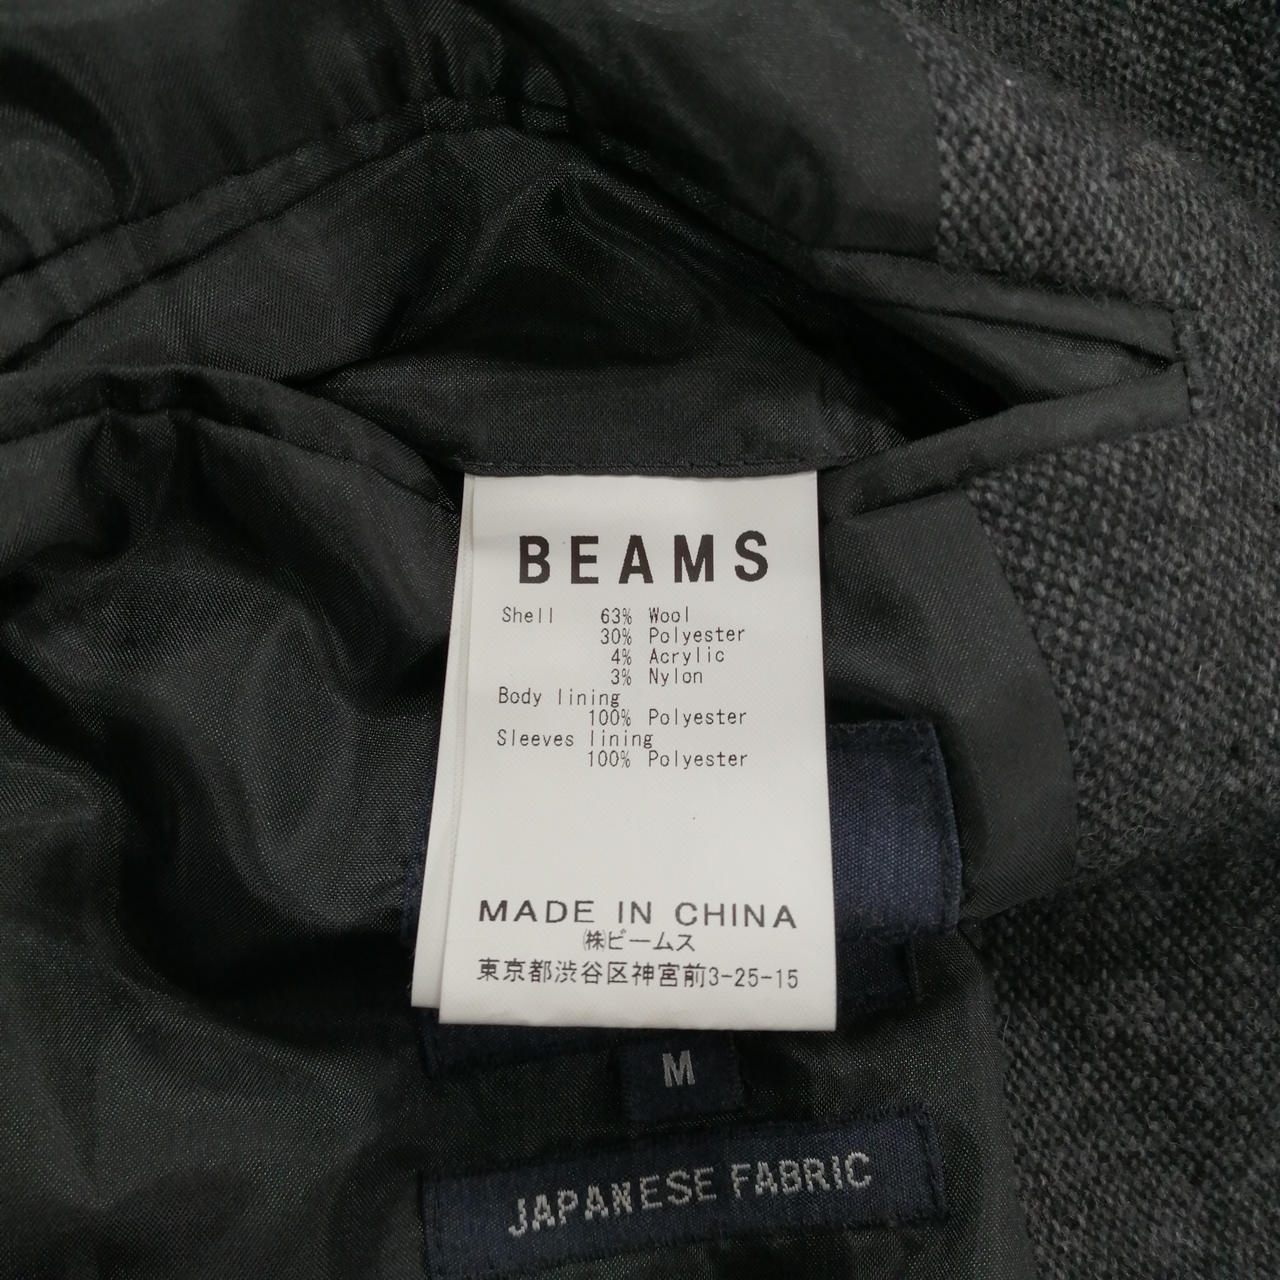 BEAMS
Shell 63% Wool
30% Polyester
4% Acrylic
3% Nylon
Body lining
100% Polyester
Sleeves lining
100% Polyester
MADE IN CHINA
㈱ビームス
東京都渋谷区神宮前3-25-15
M
JAPANESE FABRIC